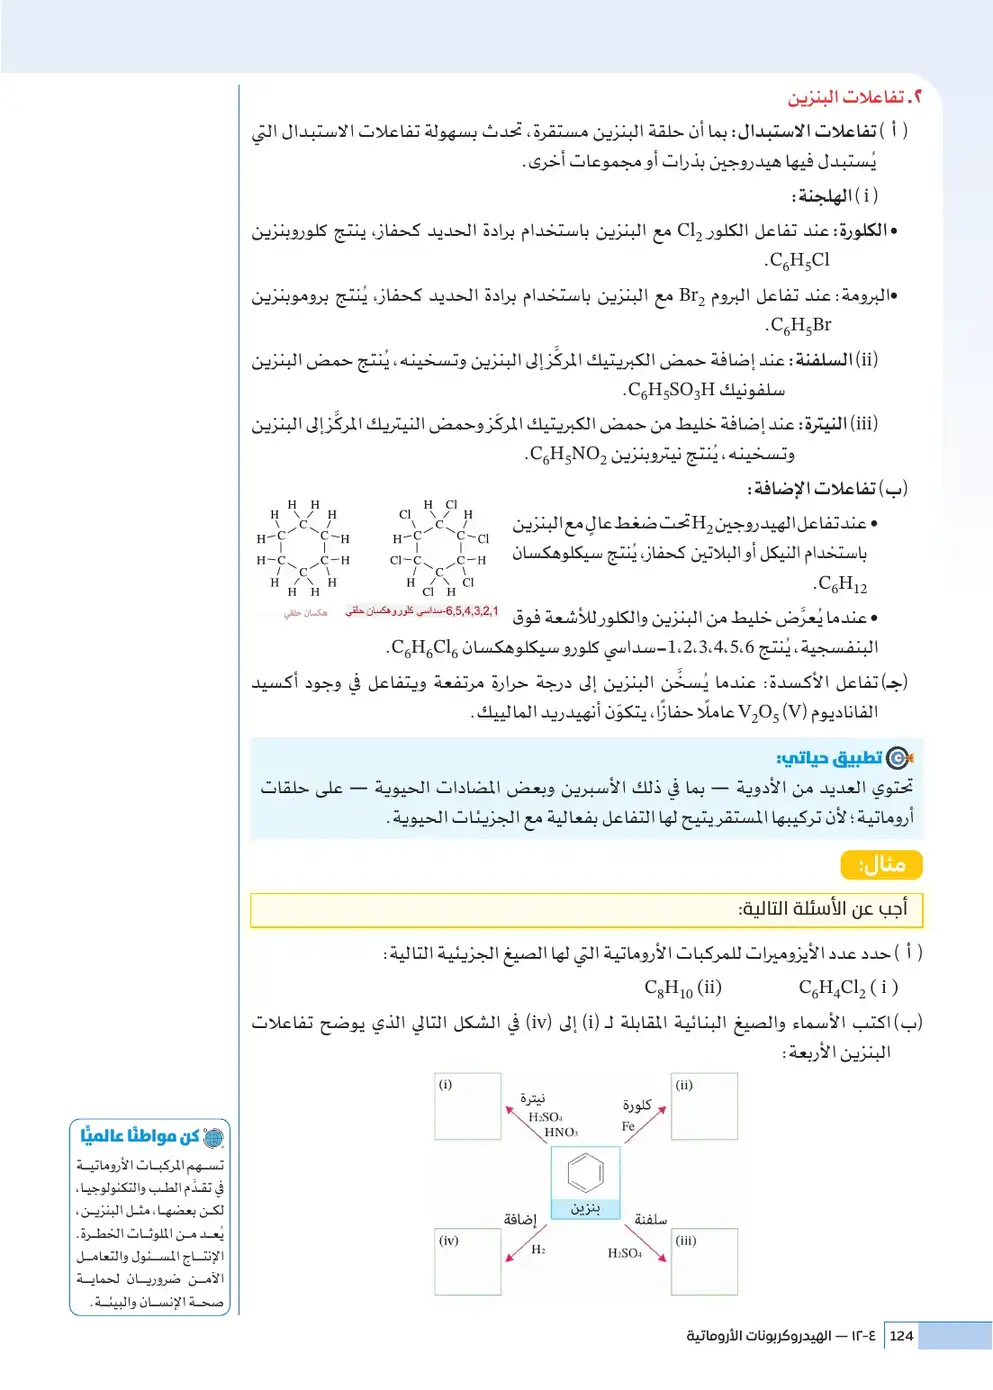 ٢. تفاعلات البنزين
( أ ) تفاعلات الاستبدال: بما أن حلقة البنزين مستقرة، تحدث بسهولة تفاعلات الاستبدال التي
يُستبدل فيها هيدروجين بذرات أو مجموعات أخرى.
( i ) الهلجنة:
• الكلورة: عند تفاعل الكلور Cl2 مع البنزين باستخدام برادة الحديد كحفاز، ينتج كلوروبنزين
C6H5Cl.
•البرومة: عند تفاعل البروم Br2 مع البنزين باستخدام برادة الحديد كحفاز، يُنتج بروموبنزين
C6H5Br.
(ii) السلفنة: عند إضافة حمض الكبريتيك المركَّز إلى البنزين وتسخينه، يُنتج حمض البنزين
سلفونيك C6H5SO3H.
(iii) النيترة: عند إضافة خليط من حمض الكبريتيك المركَز وحمض النيتريك المركَّز إلى البنزين
وتسخينه، يُنتج نيتروبنزين C6H5NO2.
(ب) تفاعلات الإضافة:
• عند تفاعل الهيدروجين H2 تحت ضغط عالٍ مع البنزين
باستخدام النيكل أو البلاتين كحفاز، يُنتج سيكلوهكسان
C6H12.
H Cl
Cl C H
H C C Cl
Cl C C H
H C Cl
Cl H
6,5,4,3,2,1-سداسي كلورو هكسان حلقي
H H
H C H
H C C H
H C C H
H C H
H H
هكسان حلقي
• عندما يُعرَّض خليط من البنزين والكلور للأشعة فوق
البنفسجية، يُنتج 1،2،3،4،5،6–سداسي كلورو سيكلوهكسان C6H6Cl6.
(جـ) تفاعل الأكسدة: عندما يُسخَّن البنزين إلى درجة حرارة مرتفعة ويتفاعل في وجود أكسيد
الفاناديوم (V) V2O5 عاملًا حفازًا، يتكوّن أنهيدريد المالييك.
تطبيق حياتي:
تحتوي العديد من الأدوية — بما في ذلك الأسبرين وبعض المضادات الحيوية — على حلقات
أروماتية؛ لأن تركيبها المستقر يتيح لها التفاعل بفعالية مع الجزيئات الحيوية.
مثال:
أجب عن الأسئلة التالية:
( أ ) حدد عدد الأيزوميرات للمركبات الأروماتية التي لها الصيغ الجزيئية التالية:
( i ) C6H4Cl2 (ii) C8H10
(ب) اكتب الأسماء والصيغ البنائية المقابلة لـ (i) إلى (iv) في الشكل التالي الذي يوضح تفاعلات
البنزين الأربعة:
(i)
(ii)
نيترة
H2SO4
HNO3
كلورة
Fe
بنزين
إضافة
H2
سلفنة
H2SO4
(iv)
(iii)
كن مواطنًا عالميًّا
تسهم المركبات الأروماتية
في تقدَّم الطب والتكنولوجيا،
لكن بعضها، مثل البنزين،
يُعد من الملوثات الخطرة.
الإنتاج المسئول والتعامل
الآمن ضروريان لحماية
صحة الإنسان والبيئة.
124 ٤-١٢ — الهيدروكربونات الأروماتية